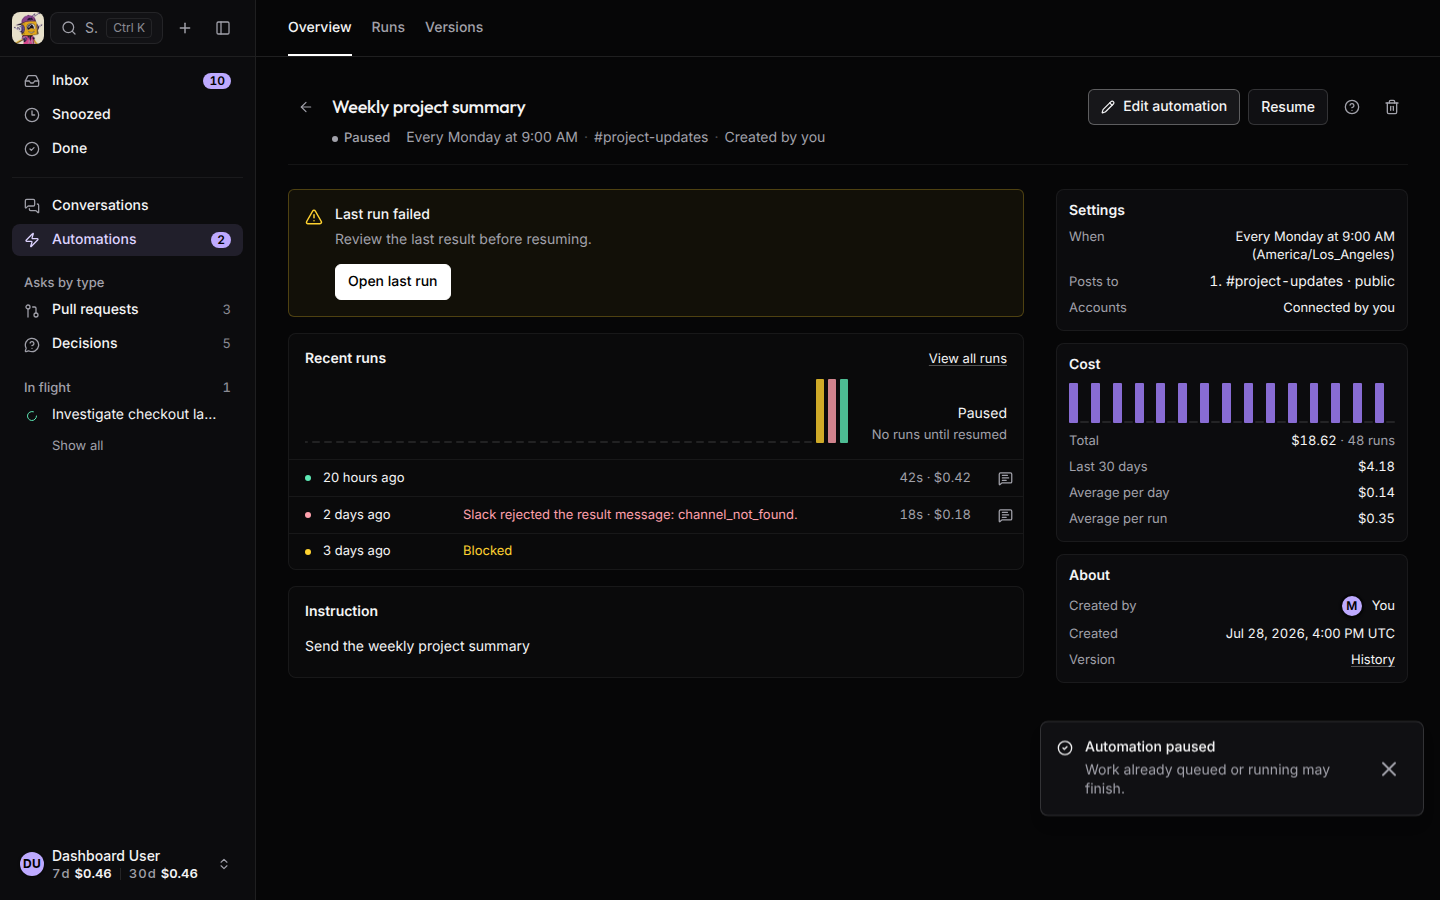 S.
Ctrl K
Overview
Runs
Versions
Inbox
10
Snoozed
Done
Conversations
Automations
2
Asks by type
Pull requests
3
Decisions
5
In flight
1
Investigate checkout la...
Show all
DU
Dashboard User
7d $0.46 | 30d $0.46
Weekly project summary
Paused
Every Monday at 9:00 AM · #project-updates · Created by you
Edit automation
Resume
Last run failed
Review the last result before resuming.
Open last run
Recent runs
View all runs
Paused
No runs until resumed
20 hours ago
42s · $0.42
2 days ago
Slack rejected the result message: channel_not_found.
18s · $0.18
3 days ago
Blocked
Instruction
Send the weekly project summary
Settings
When
Every Monday at 9:00 AM
(America/Los_Angeles)
Posts to
1. #project-updates · public
Accounts
Connected by you
Cost
Total
$18.62 · 48 runs
Last 30 days
$4.18
Average per day
$0.14
Average per run
$0.35
About
Created by
M
You
Created
Jul 28, 2026, 4:00 PM UTC
Version
History
Automation paused
Work already queued or running may
finish.